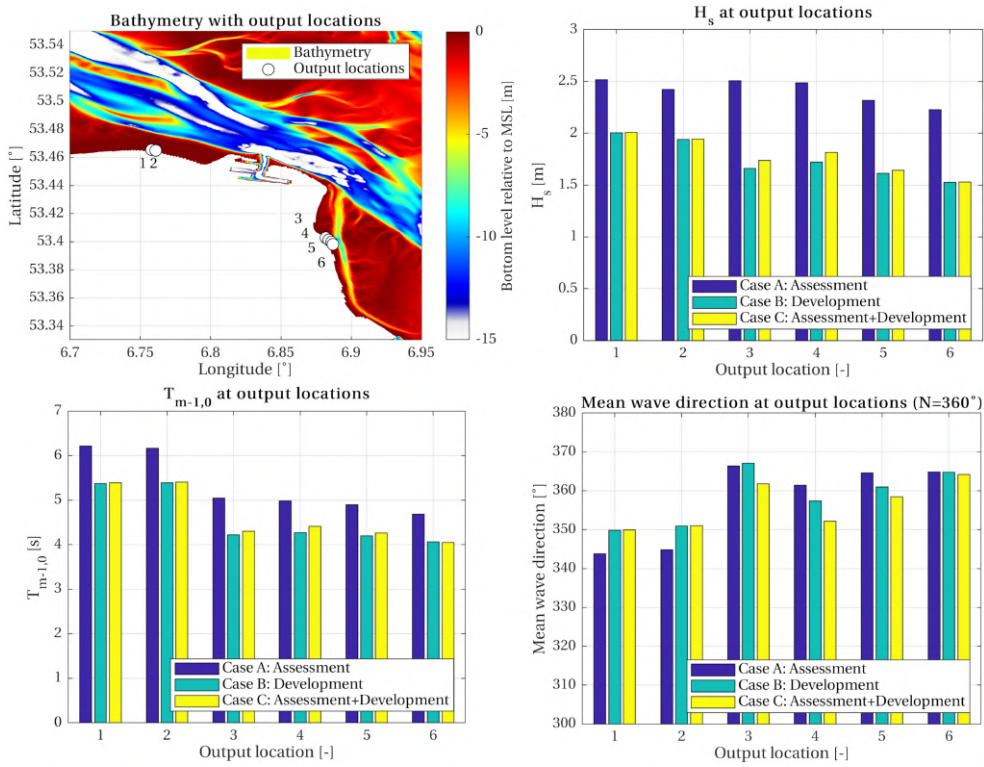 Bathymetry with output locations
Bathymetry
Output locations
53.54
53.52
53.5
53.48
53.46
53.44
53.42
53.4
53.38
53.36
53.34
Latitude [°]
1 2
3
4
5
6
6.7
6.75
6.8
6.85
6.9
6.95
Longitude [°]
0
-5
-10
-15
Bottom level relative to MSL [m]
H_s at output locations
3
2.5
2
1.5
1
0.5
0
H_s [m]
Case A: Assessment
Case B: Development
Case C: Assessment+Development
1
2
3
4
5
6
Output location [-]
T_m-1,0 at output locations
7
6
5
4
3
2
1
0
T_m-1,0 [s]
Case A: Assessment
Case B: Development
Case C: Assessment+Development
1
2
3
4
5
6
Output location [-]
Mean wave direction at output locations (N=360°)
380
370
360
350
340
330
320
310
300
Mean wave direction [°]
Case A: Assessment
Case B: Development
Case C: Assessment+Development
1
2
3
4
5
6
Output location [-]